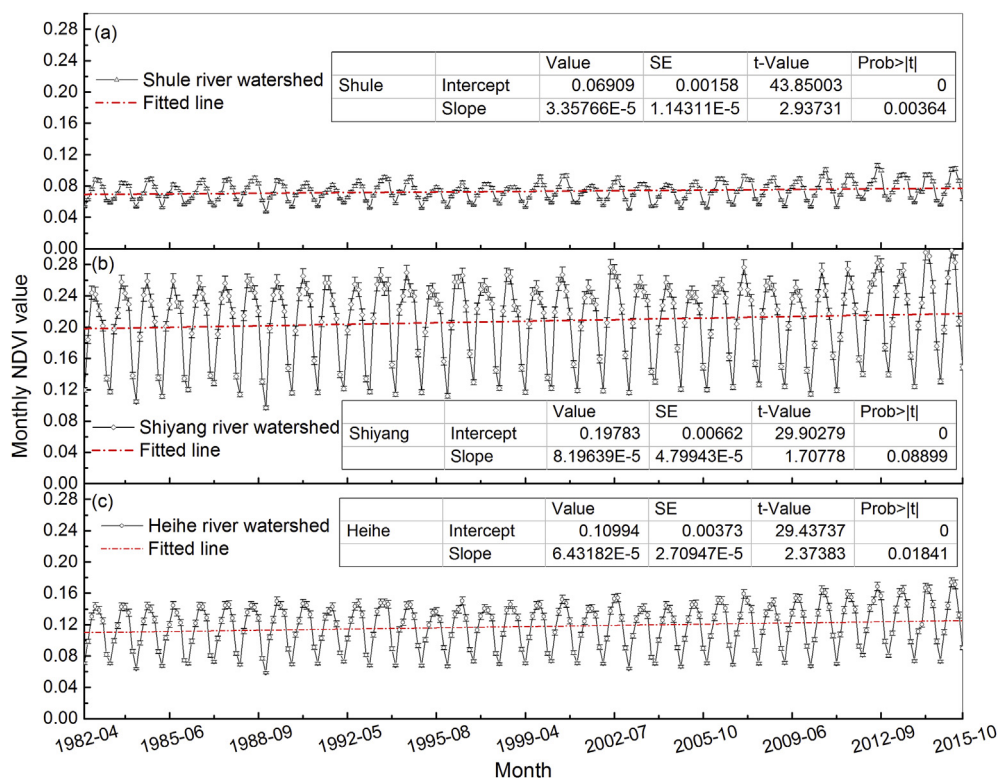 Monthly NDVI value
(a)
0.28
0.24
0.20
0.16
0.12
0.08
0.04
0.00
Shule river watershed
Fitted line
Value SE t-Value Prob>|t|
Shule Intercept 0.06909 0.00158 43.85003 0
Slope 3.35766E-5 1.14311E-5 2.93731 0.00364
(b)
0.28
0.24
0.20
0.16
0.12
0.08
0.04
0.00
Shiyang river watershed
Fitted line
Value SE t-Value Prob>|t|
Shiyang Intercept 0.19783 0.00662 29.90279 0
Slope 8.19639E-5 4.79943E-5 1.70778 0.08899
(c)
0.28
0.24
0.20
0.16
0.12
0.08
0.04
0.00
Heihe river watershed
Fitted line
Value SE t-Value Prob>|t|
Heihe Intercept 0.10994 0.00373 29.43737 0
Slope 6.43182E-5 2.70947E-5 2.37383 0.01841
1982-04 1985-06 1988-09 1992-05 1995-08 1999-04 2002-07 2005-10 2009-06 2012-09 2015-10
Month